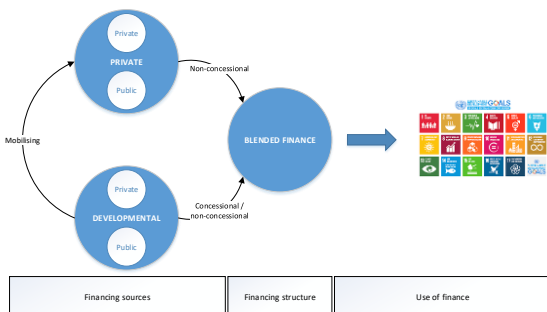 Private
PRIVATE
Public
Non-concessional
Mobilising
BLENDED FINANCE
GOALS
Private
DEVELOPMENTAL
Public
Concessional /
non-concessional
Financing sources
Financing structure
Use of finance